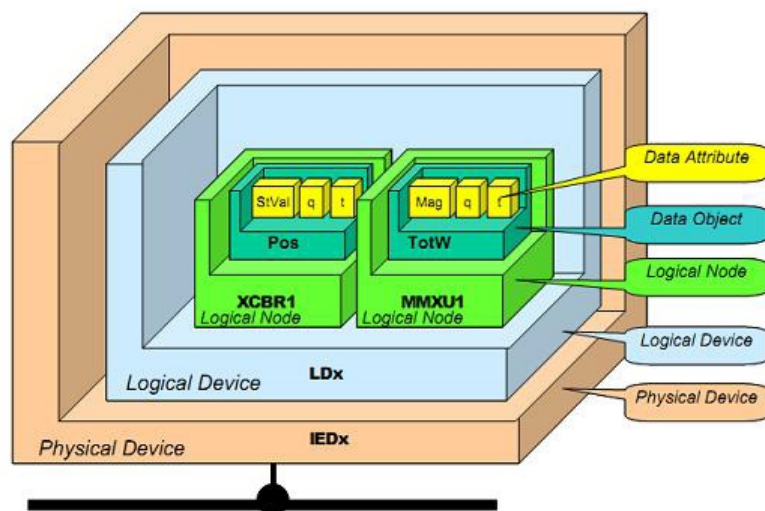 Data Attribute
StVal q t
Mag q t
Pos
TotW
Data Object
XCBR1
Logical Node
MMXU1
Logical Node
Logical Node
Logical Device
Logical Device
LDx
Physical Device
Physical Device
IEDx